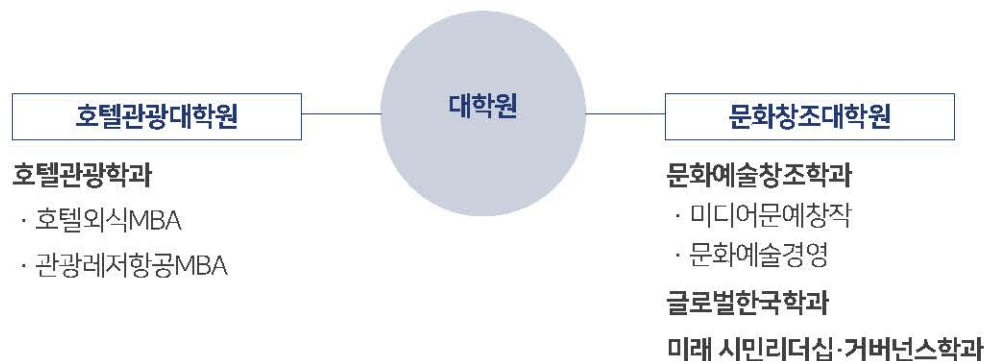 대학원
호텔관광대학원
호텔관광학과
· 호텔외식MBA
· 관광레저항공MBA
문화창조대학원
문화예술창조학과
· 미디어문예창작
· 문화예술경영
글로벌한국학과
미래 시민리더십·거버넌스학과